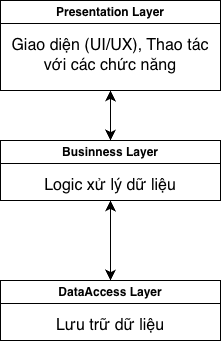 Presentation Layer
Giao diện (UI/UX), Thao tác
với các chức năng
Businness Layer
Logic xử lý dữ liệu
DataAccess Layer
Lưu trữ dữ liệu